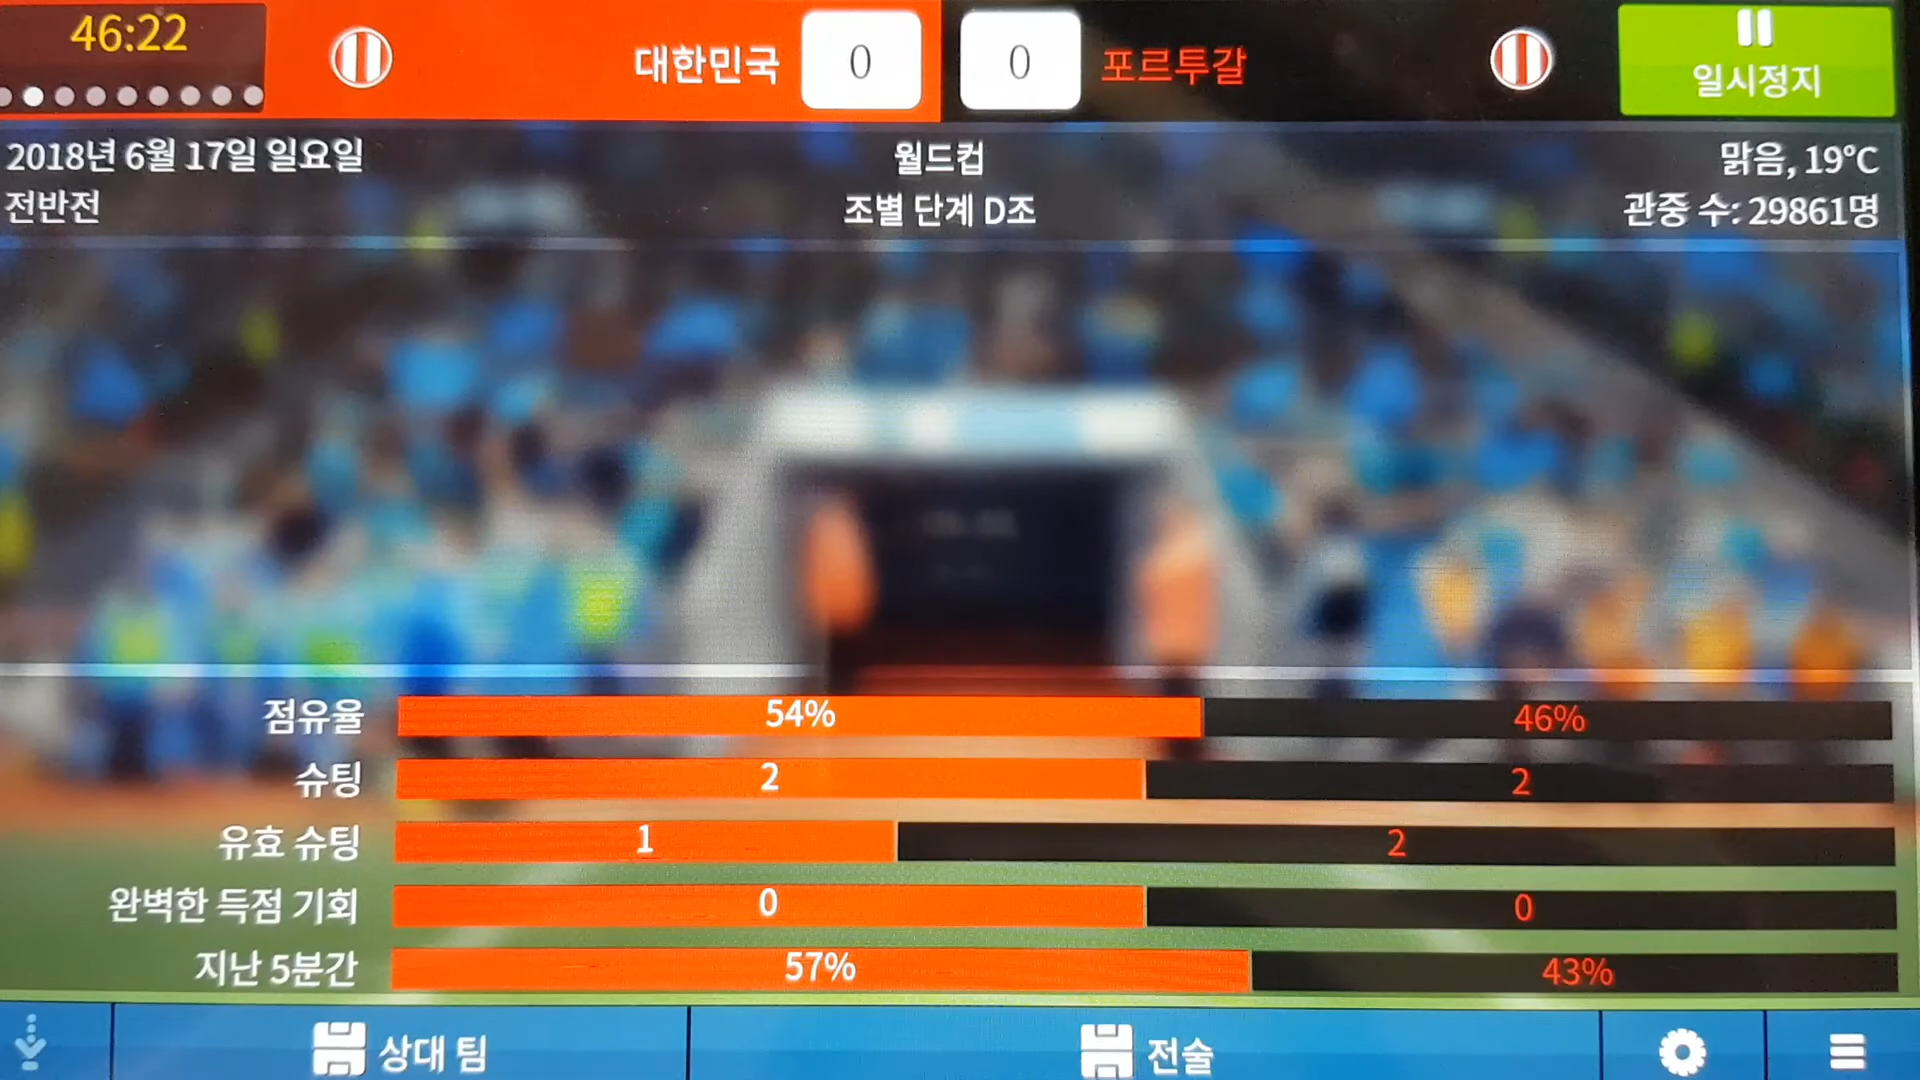 46:22
대한민국 0 0 포르투갈
일시정지
2018년 6월 17일 일요일 월드컵 맑음, 19°C
전반전 조별 단계 D조 관중 수: 29861명
점유율 54% 46%
슈팅 2 2
유효 슈팅 1 2
완벽한 득점 기회 0 0
지난 5분간 57% 43%
상대 팀 전술